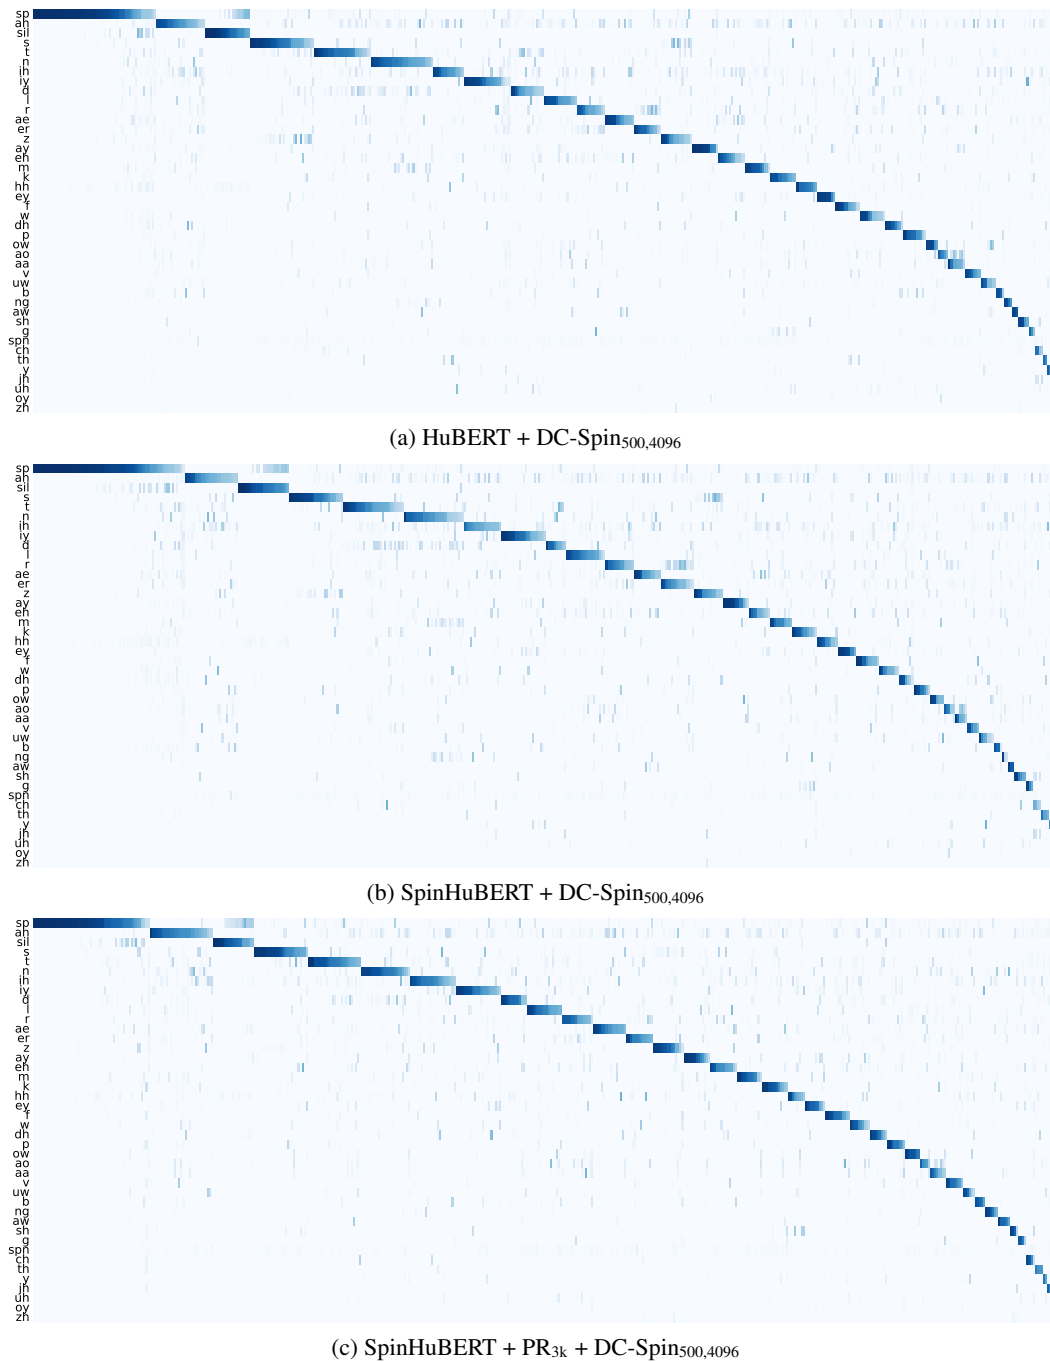 sp
ah
sil
s
t
n
ih
iy
d
l
r
ae
er
z
ay
eh
m
k
hh
ey
f
w
dh
p
ow
ao
aa
v
uw
b
ng
aw
sh
g
spn
ch
th
y
jh
uh
oy
zh
(a) HuBERT + DC-Spin500,4096
sp
ah
sil
s
t
n
ih
iy
d
l
r
ae
er
z
ay
eh
m
k
hh
ey
f
w
dh
p
ow
ao
aa
v
uw
b
ng
aw
sh
g
spn
ch
th
y
jh
uh
oy
zh
(b) SpinHuBERT + DC-Spin500,4096
sp
ah
sil
s
t
n
ih
iy
d
l
r
ae
er
z
ay
eh
m
k
hh
ey
f
w
dh
p
ow
ao
aa
v
uw
b
ng
aw
sh
g
spn
ch
th
y
jh
uh
oy
zh
(c) SpinHuBERT + PR3k + DC-Spin500,4096